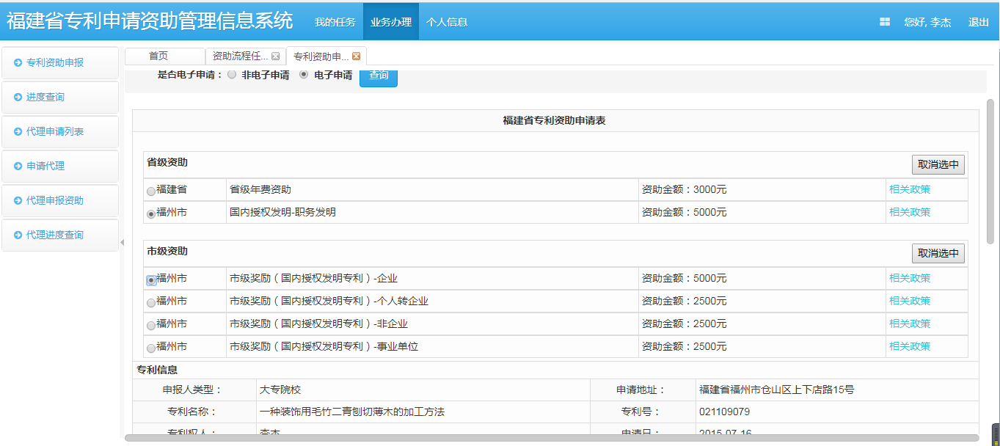 福建省专利申请资助管理信息系统 我的任务 业务办理 个人信息 您好, 李杰 退出
专利资助申报
进度查询
代理申请列表
申请代理
代理申报资助
代理进度查询
首页 资助流程任... 专利资助申...
是否电子申请： 非电子申请 电子申请 查询
福建省专利资助申请表
省级资助 取消选中
福建省 省级年费资助 资助金额：3000元 相关政策
福州市 国内授权发明-职务发明 资助金额：5000元 相关政策
市级资助 取消选中
福州市 市级奖励（国内授权发明专利）-企业 资助金额：5000元 相关政策
福州市 市级奖励（国内授权发明专利）-个人转企业 资助金额：2500元 相关政策
福州市 市级奖励（国内授权发明专利）-非企业 资助金额：2500元 相关政策
福州市 市级奖励（国内授权发明专利）-事业单位 资助金额：2500元 相关政策
专利信息
申报人类型： 大专院校 申请地址： 福建省福州市仓山区上下店路15号
专利名称： 一种装饰用毛竹二青刨切薄木的加工方法 专利号： 021109079
专利权人： 李杰 申请日： 2015-07-16